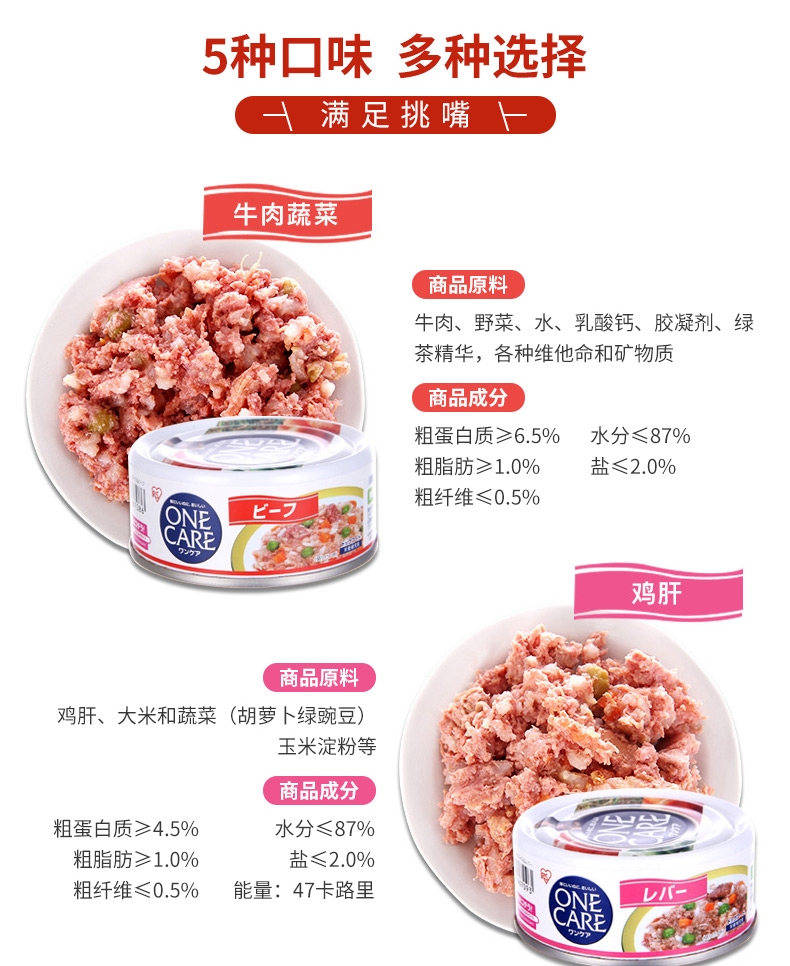 5种口味 多种选择
满足挑嘴
牛肉蔬菜
商品原料
牛肉、野菜、水、乳酸钙、胶凝剂、绿
茶精华，各种维他命和矿物质
商品成分
粗蛋白质≥6.5% 水分≤87%
粗脂肪≥1.0% 盐≤2.0%
粗纤维≤0.5%
ONE
CARE
ワンケア
ビーフ
鸡肝
商品原料
鸡肝、大米和蔬菜（胡萝卜绿豌豆）
玉米淀粉等
商品成分
粗蛋白质≥4.5% 水分≤87%
粗脂肪≥1.0% 盐≤2.0%
粗纤维≤0.5% 能量：47卡路里
ONE
CARE
ONE
CARE
ワンケア
レバー